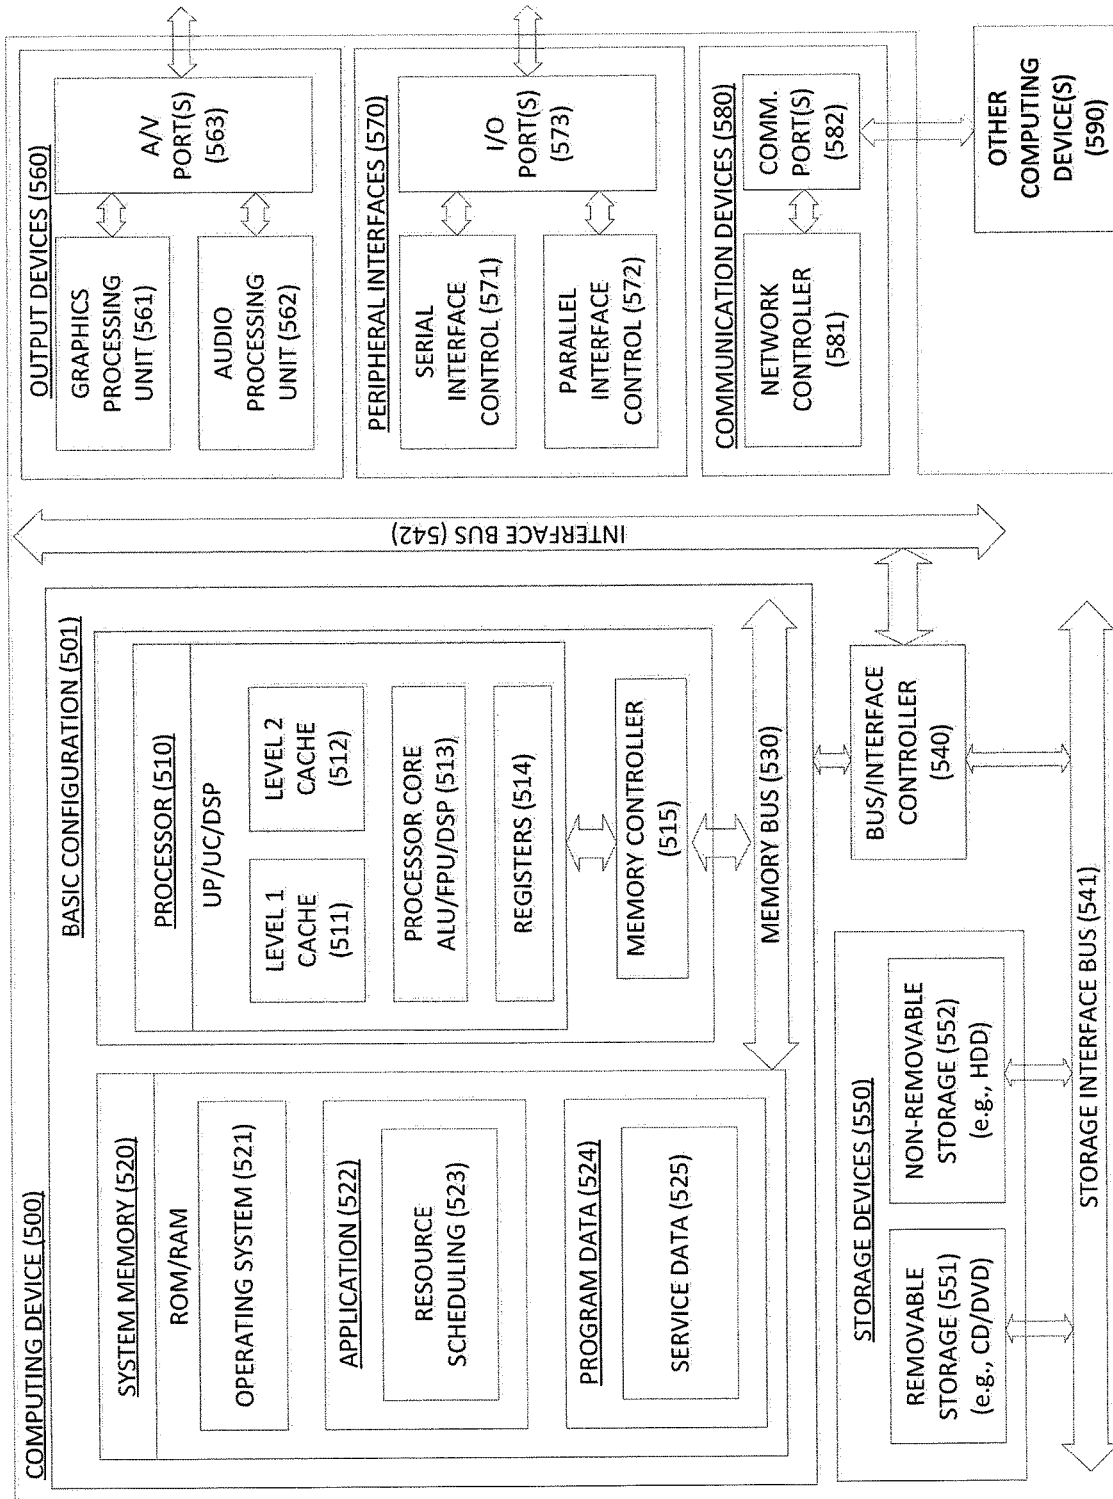 COMPUTING DEVICE (500)
BASIC CONFIGURATION (501)
SYSTEM MEMORY (520)
ROM/RAM
OPERATING SYSTEM (521)
APPLICATION (522)
RESOURCE
SCHEDULING (523)
PROGRAM DATA (524)
SERVICE DATA (525)
PROCESSOR (510)
UP/UC/DSP
LEVEL 1
CACHE
(511)
LEVEL 2
CACHE
(512)
PROCESSOR CORE
ALU/FPU/DSP (513)
REGISTERS (514)
MEMORY CONTROLLER
(515)
MEMORY BUS (530)
BUS/INTERFACE
CONTROLLER
(540)
INTERFACE BUS (542)
STORAGE DEVICES (550)
REMOVABLE
STORAGE (551)
(e.g., CD/DVD)
NON-REMOVABLE
STORAGE (552)
(e.g., HDD)
STORAGE INTERFACE BUS (541)
OUTPUT DEVICES (560)
GRAPHICS
PROCESSING
UNIT (561)
AUDIO
PROCESSING
UNIT (562)
A/V
PORT(S)
(563)
PERIPHERAL INTERFACES (570)
SERIAL
INTERFACE
CONTROL (571)
PARALLEL
INTERFACE
CONTROL (572)
I/O
PORT(S)
(573)
COMMUNICATION DEVICES (580)
NETWORK
CONTROLLER
(581)
COMM.
PORT(S)
(582)
OTHER
COMPUTING
DEVICE(S)
(590)